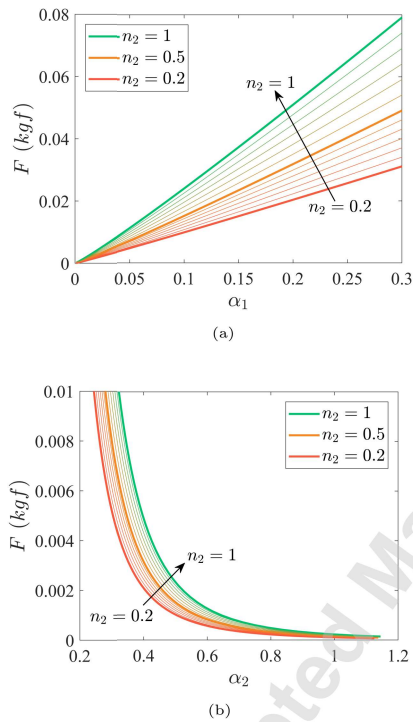 0.08
n₂ = 1
n₂ = 0.5
n₂ = 0.2
n₂ = 1
0.06
F (kgf)
0.04
0.02
n₂ = 0.2
0
0 0.05 0.1 0.15 0.2 0.25 0.3
α₁
(a)
0.01
n₂ = 1
n₂ = 0.5
n₂ = 0.2
0.008
0.006
F (kgf)
0.004
n₂ = 1
0.002
n₂ = 0.2
0
0.2 0.4 0.6 0.8 1.0 1.2
α₂
(b)